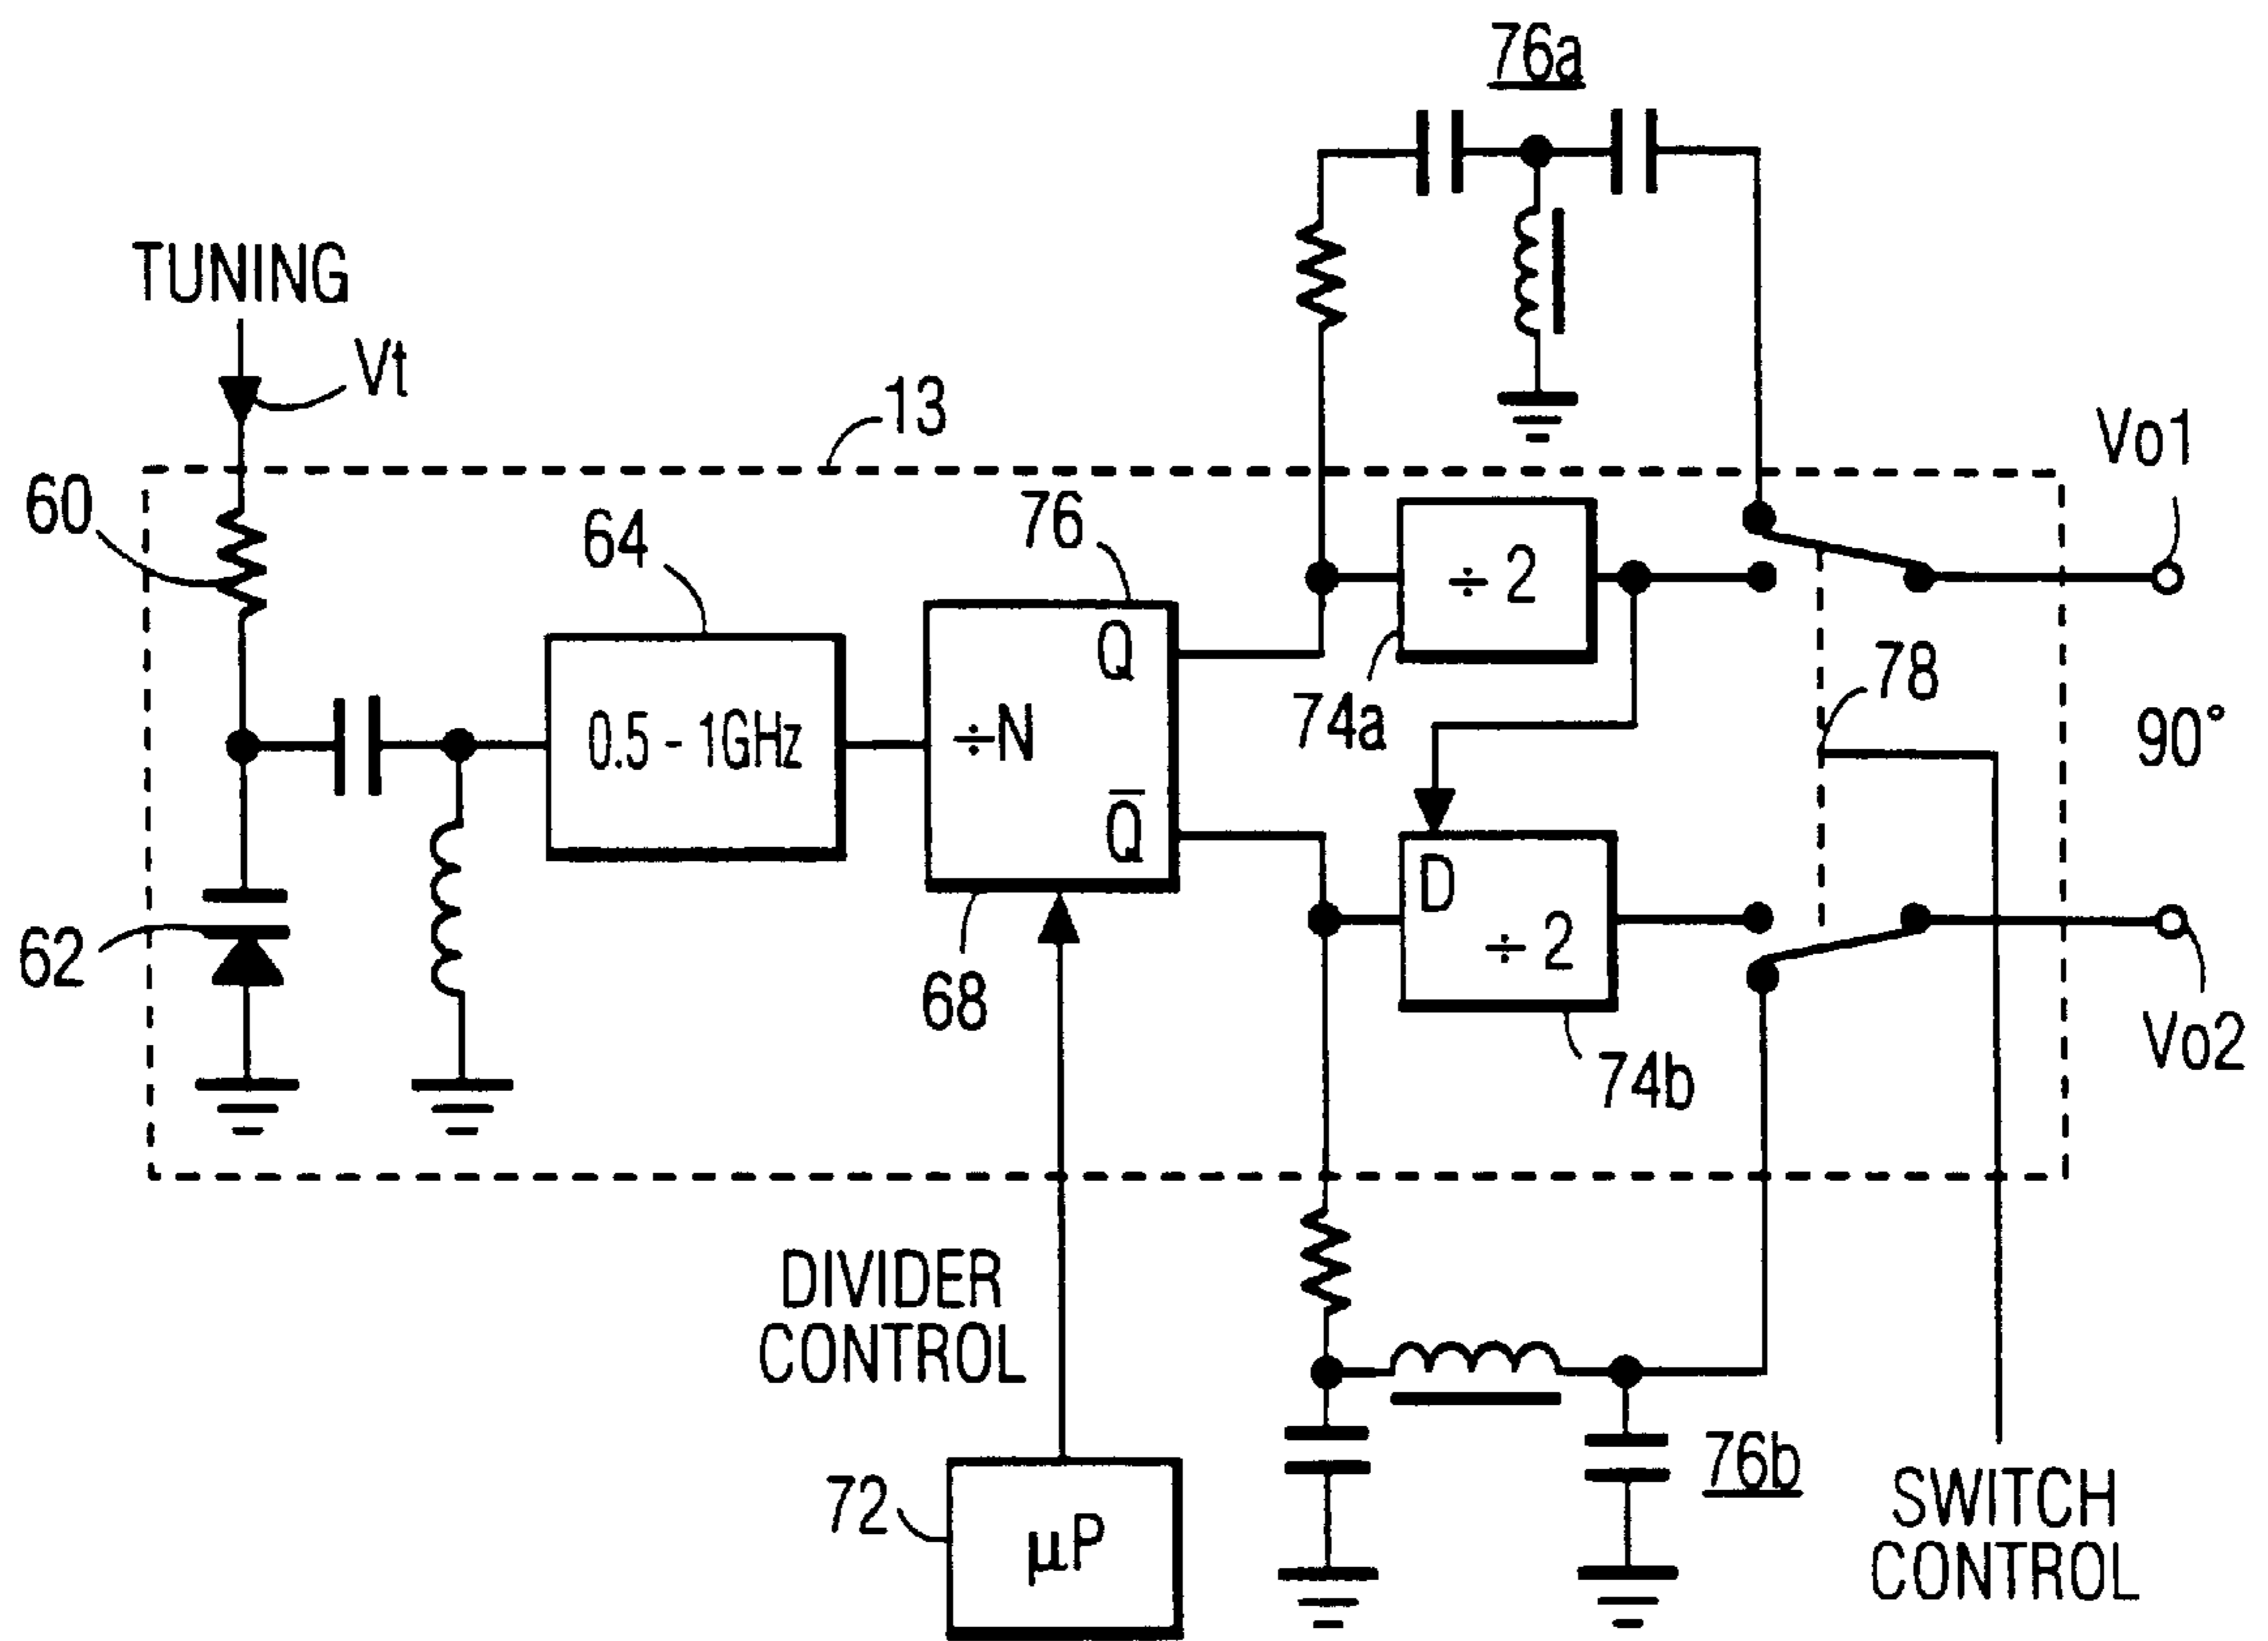 76a
TUNING
Vt
13
Vo1
60
64
76
Q
÷ 2
78
0.5 - 1GHz
÷N
74a
90°
Q̅
D
÷ 2
62
68
Vo2
74b
DIVIDER
CONTROL
76b
72
µP
SWITCH
CONTROL